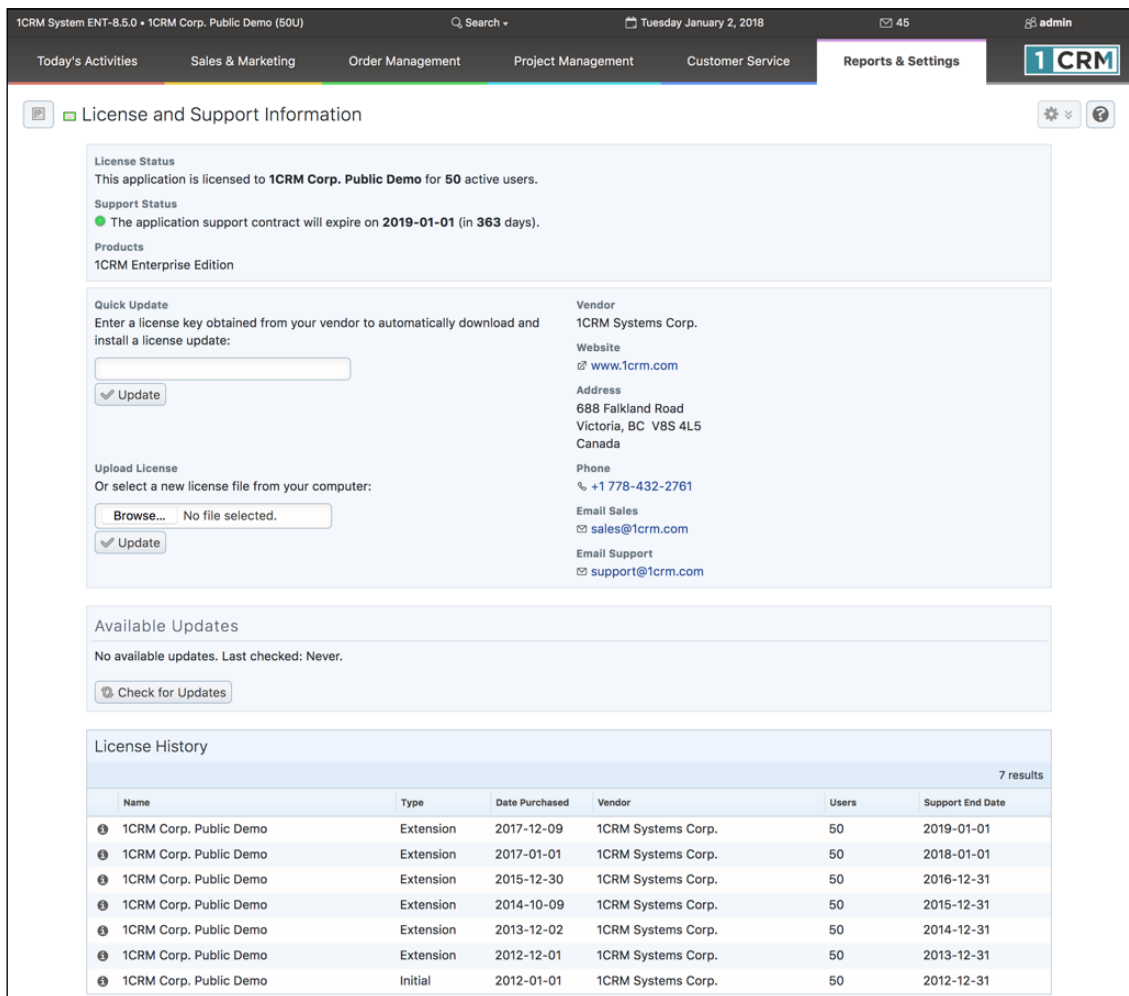 1CRM System ENT-8.5.0 • 1CRM Corp. Public Demo (50U) Search Tuesday January 2, 2018 45 admin
Today's Activities Sales & Marketing Order Management Project Management Customer Service Reports & Settings 1 CRM
License and Support Information
License Status
This application is licensed to 1CRM Corp. Public Demo for 50 active users.
Support Status
The application support contract will expire on 2019-01-01 (in 363 days).
Products
1CRM Enterprise Edition
Quick Update
Enter a license key obtained from your vendor to automatically download and
install a license update:
Update
Upload License
Or select a new license file from your computer:
Browse... No file selected.
Update
Vendor
1CRM Systems Corp.
Website
www.1crm.com
Address
688 Falkland Road
Victoria, BC V8S 4L5
Canada
Phone
+1 778-432-2761
Email Sales
sales@1crm.com
Email Support
support@1crm.com
Available Updates
No available updates. Last checked: Never.
Check for Updates
License History
7 results
Name Type Date Purchased Vendor Users Support End Date
1CRM Corp. Public Demo Extension 2017-12-09 1CRM Systems Corp. 50 2019-01-01
1CRM Corp. Public Demo Extension 2017-01-01 1CRM Systems Corp. 50 2018-01-01
1CRM Corp. Public Demo Extension 2015-12-30 1CRM Systems Corp. 50 2016-12-31
1CRM Corp. Public Demo Extension 2014-10-09 1CRM Systems Corp. 50 2015-12-31
1CRM Corp. Public Demo Extension 2013-12-02 1CRM Systems Corp. 50 2014-12-31
1CRM Corp. Public Demo Extension 2012-12-01 1CRM Systems Corp. 50 2013-12-31
1CRM Corp. Public Demo Initial 2012-01-01 1CRM Systems Corp. 50 2012-12-31